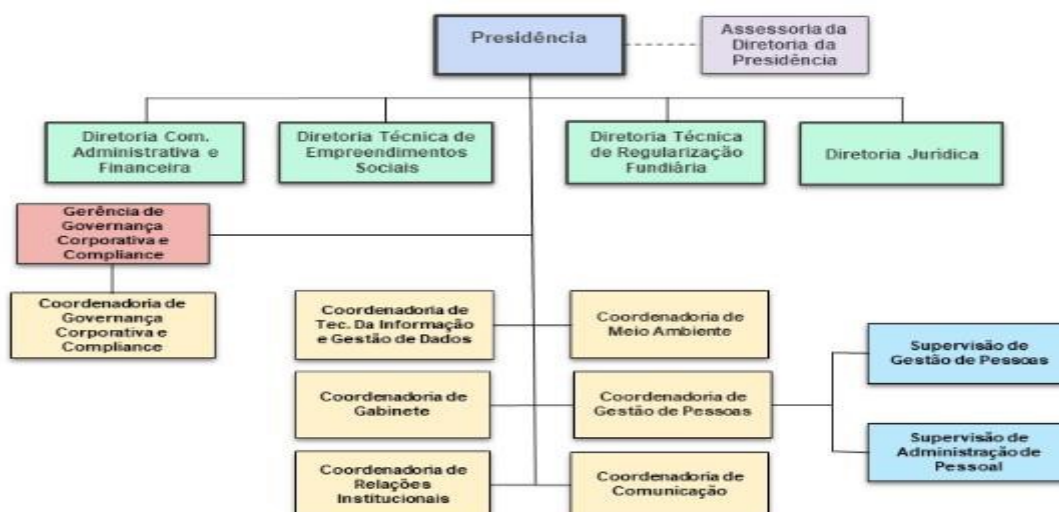 Presidência
Assessoria da
Diretoria da
Presidência
Diretoria Com.
Administrativa e
Financeira
Diretoria Técnica de
Empreendimentos
Sociais
Diretoria Técnica
de Regularização
Fundiária
Diretoria Jurídica
Gerência de
Governança
Corporativa e
Compliance
Coordenadoria de
Governança
Corporativa e
Compliance
Coordenadoria de
Tec. Da Informação
e Gestão de Dados
Coordenadoria de
Meio Ambiente
Coordenadoria de
Gabinete
Coordenadoria de
Gestão de Pessoas
Supervisão de
Gestão de Pessoas
Supervisão de
Administração de
Pessoal
Coordenadoria de
Relações
Institucionais
Coordenadoria de
Comunicação